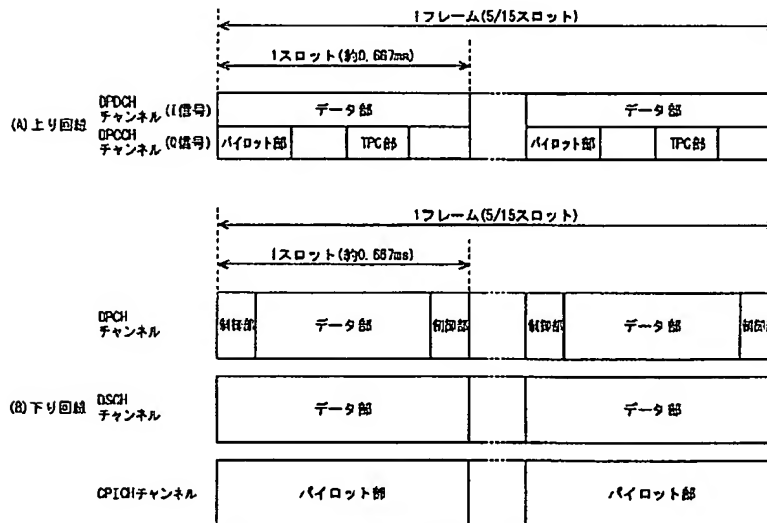 1フレーム(5/15スロット)
1スロット(約0.667ms)
(A)上り回線
DPDCH
チャンネル(I信号)
データ部
データ部
DPCCH
チャンネル(Q信号)
パイロット部
TPC部
パイロット部
TPC部
1フレーム(5/15スロット)
1スロット(約0.667ms)
DPCH
チャンネル
制御部
データ部
制御部
制御部
データ部
制御
(B)下り回線
DSCH
チャンネル
データ部
データ部
CPICHチャンネル
パイロット部
パイロット部